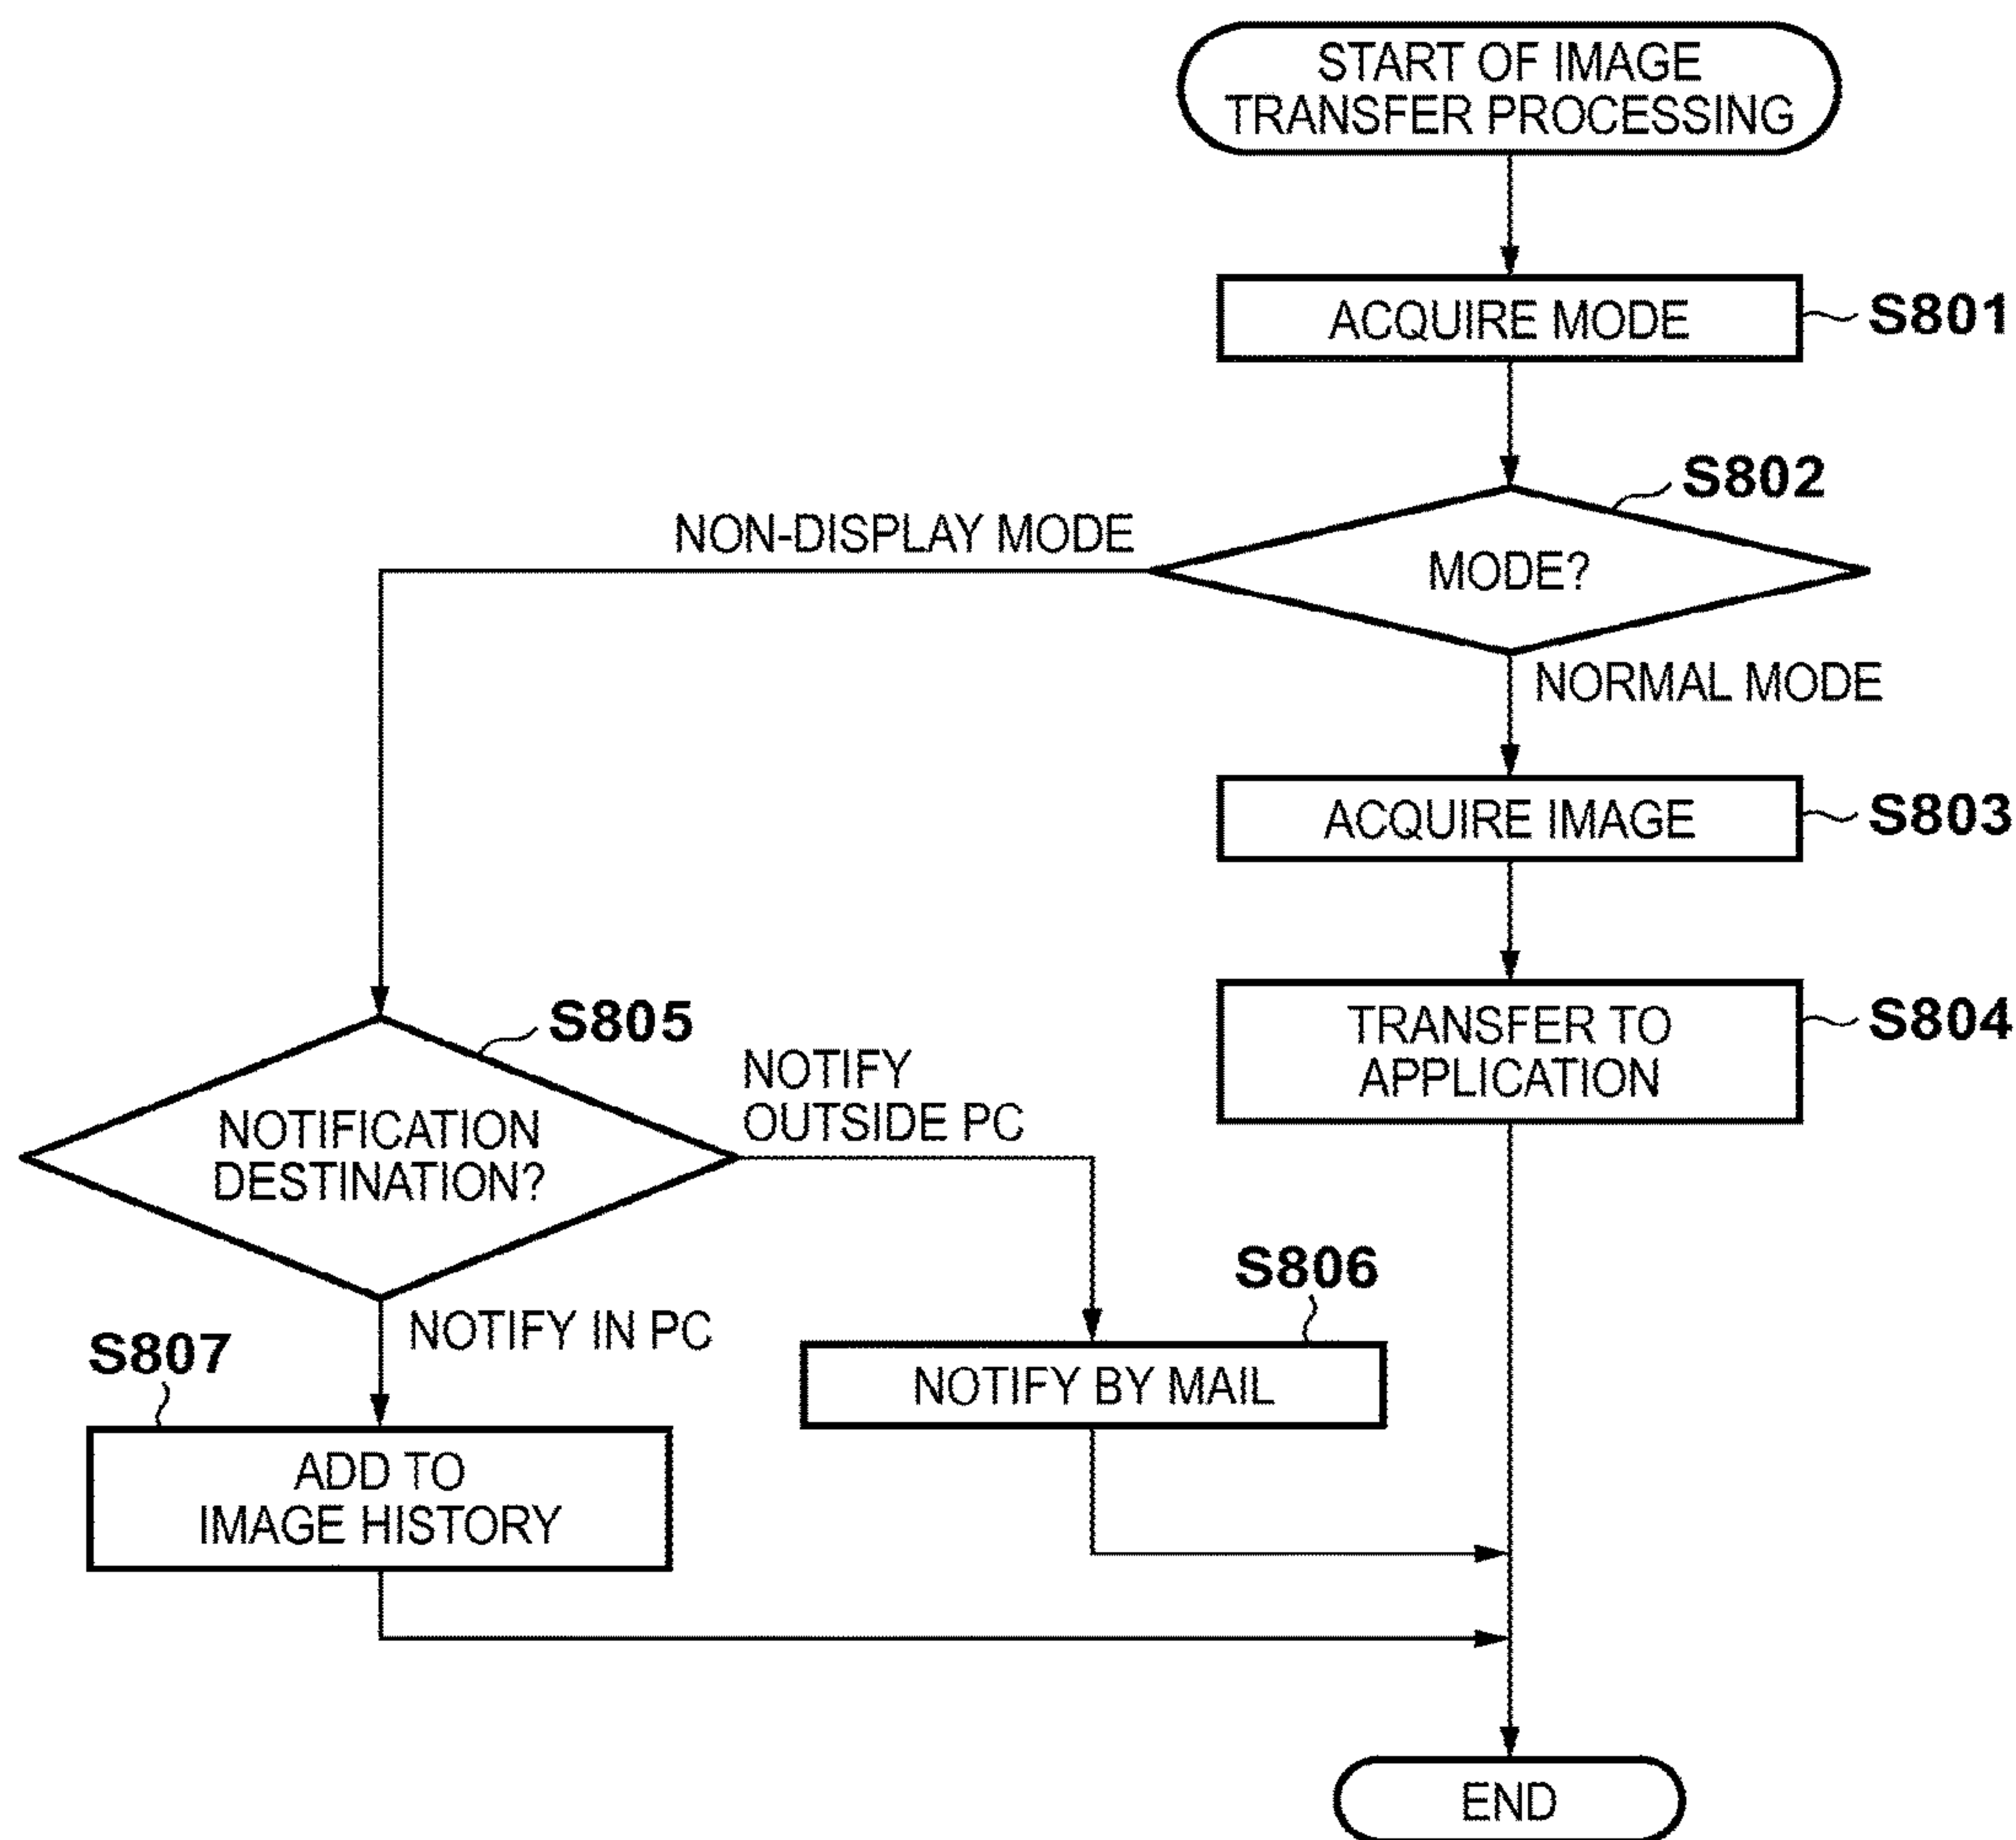 START OF IMAGE
TRANSFER PROCESSING
ACQUIRE MODE
S801
S802
NON-DISPLAY MODE
MODE?
NORMAL MODE
ACQUIRE IMAGE
S803
TRANSFER TO
APPLICATION
S804
S805
NOTIFICATION
DESTINATION?
NOTIFY
OUTSIDE PC
NOTIFY IN PC
S806
NOTIFY BY MAIL
S807
ADD TO
IMAGE HISTORY
END